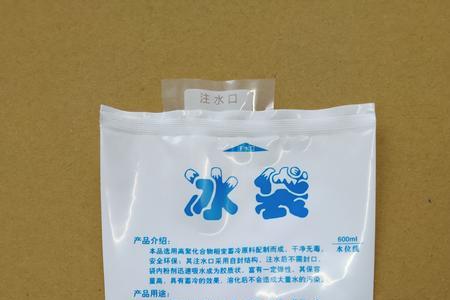 注水口
冰袋
产品介绍:
600ml
本品选用高聚化合物相变蓄冷原料配制而成，干净无毒，
水位线
安全环保；其注水口采用自封结构，注水后不需封口，
袋内粉剂迅速吸水成为胶质状，富有一定弹性，其保容
量高，具有蓄冷的效果，溶化后不会造成大量水的污染。
产品用途: